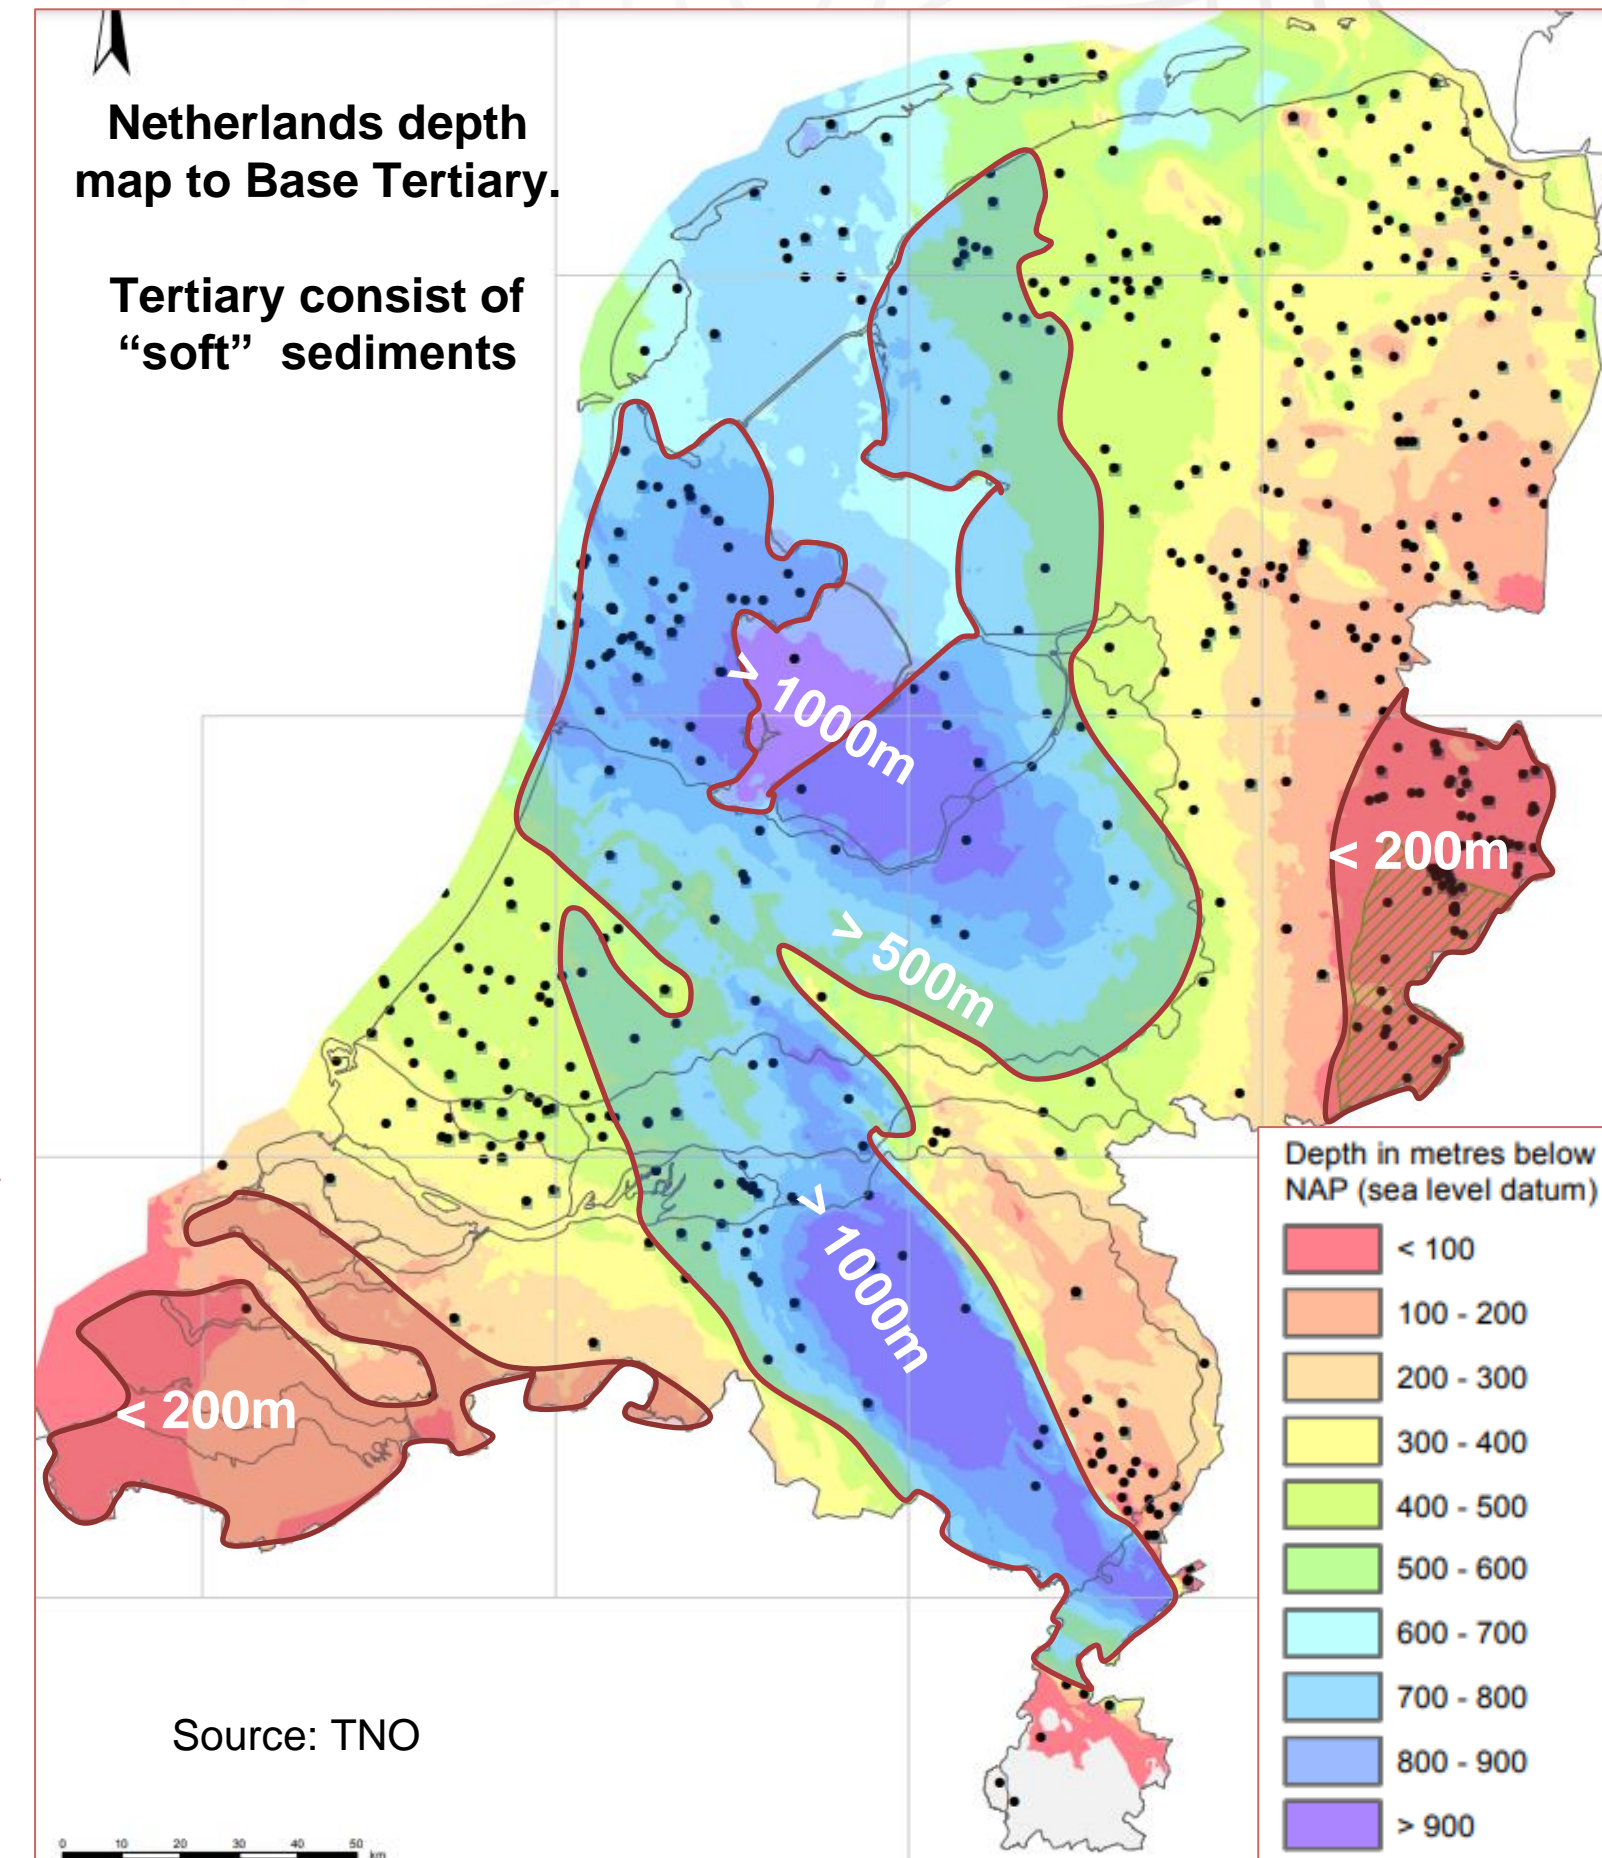 Netherlands depth
map to Base Tertiary.
Tertiary consist of
“soft” sediments
> 1000m
< 200m
> 500m
> 1000m
< 200m
Depth in metres below
NAP (sea level datum)
< 100
100 - 200
200 - 300
300 - 400
400 - 500
500 - 600
600 - 700
700 - 800
800 - 900
> 900
Source: TNO
0 10 20 30 40 50
km